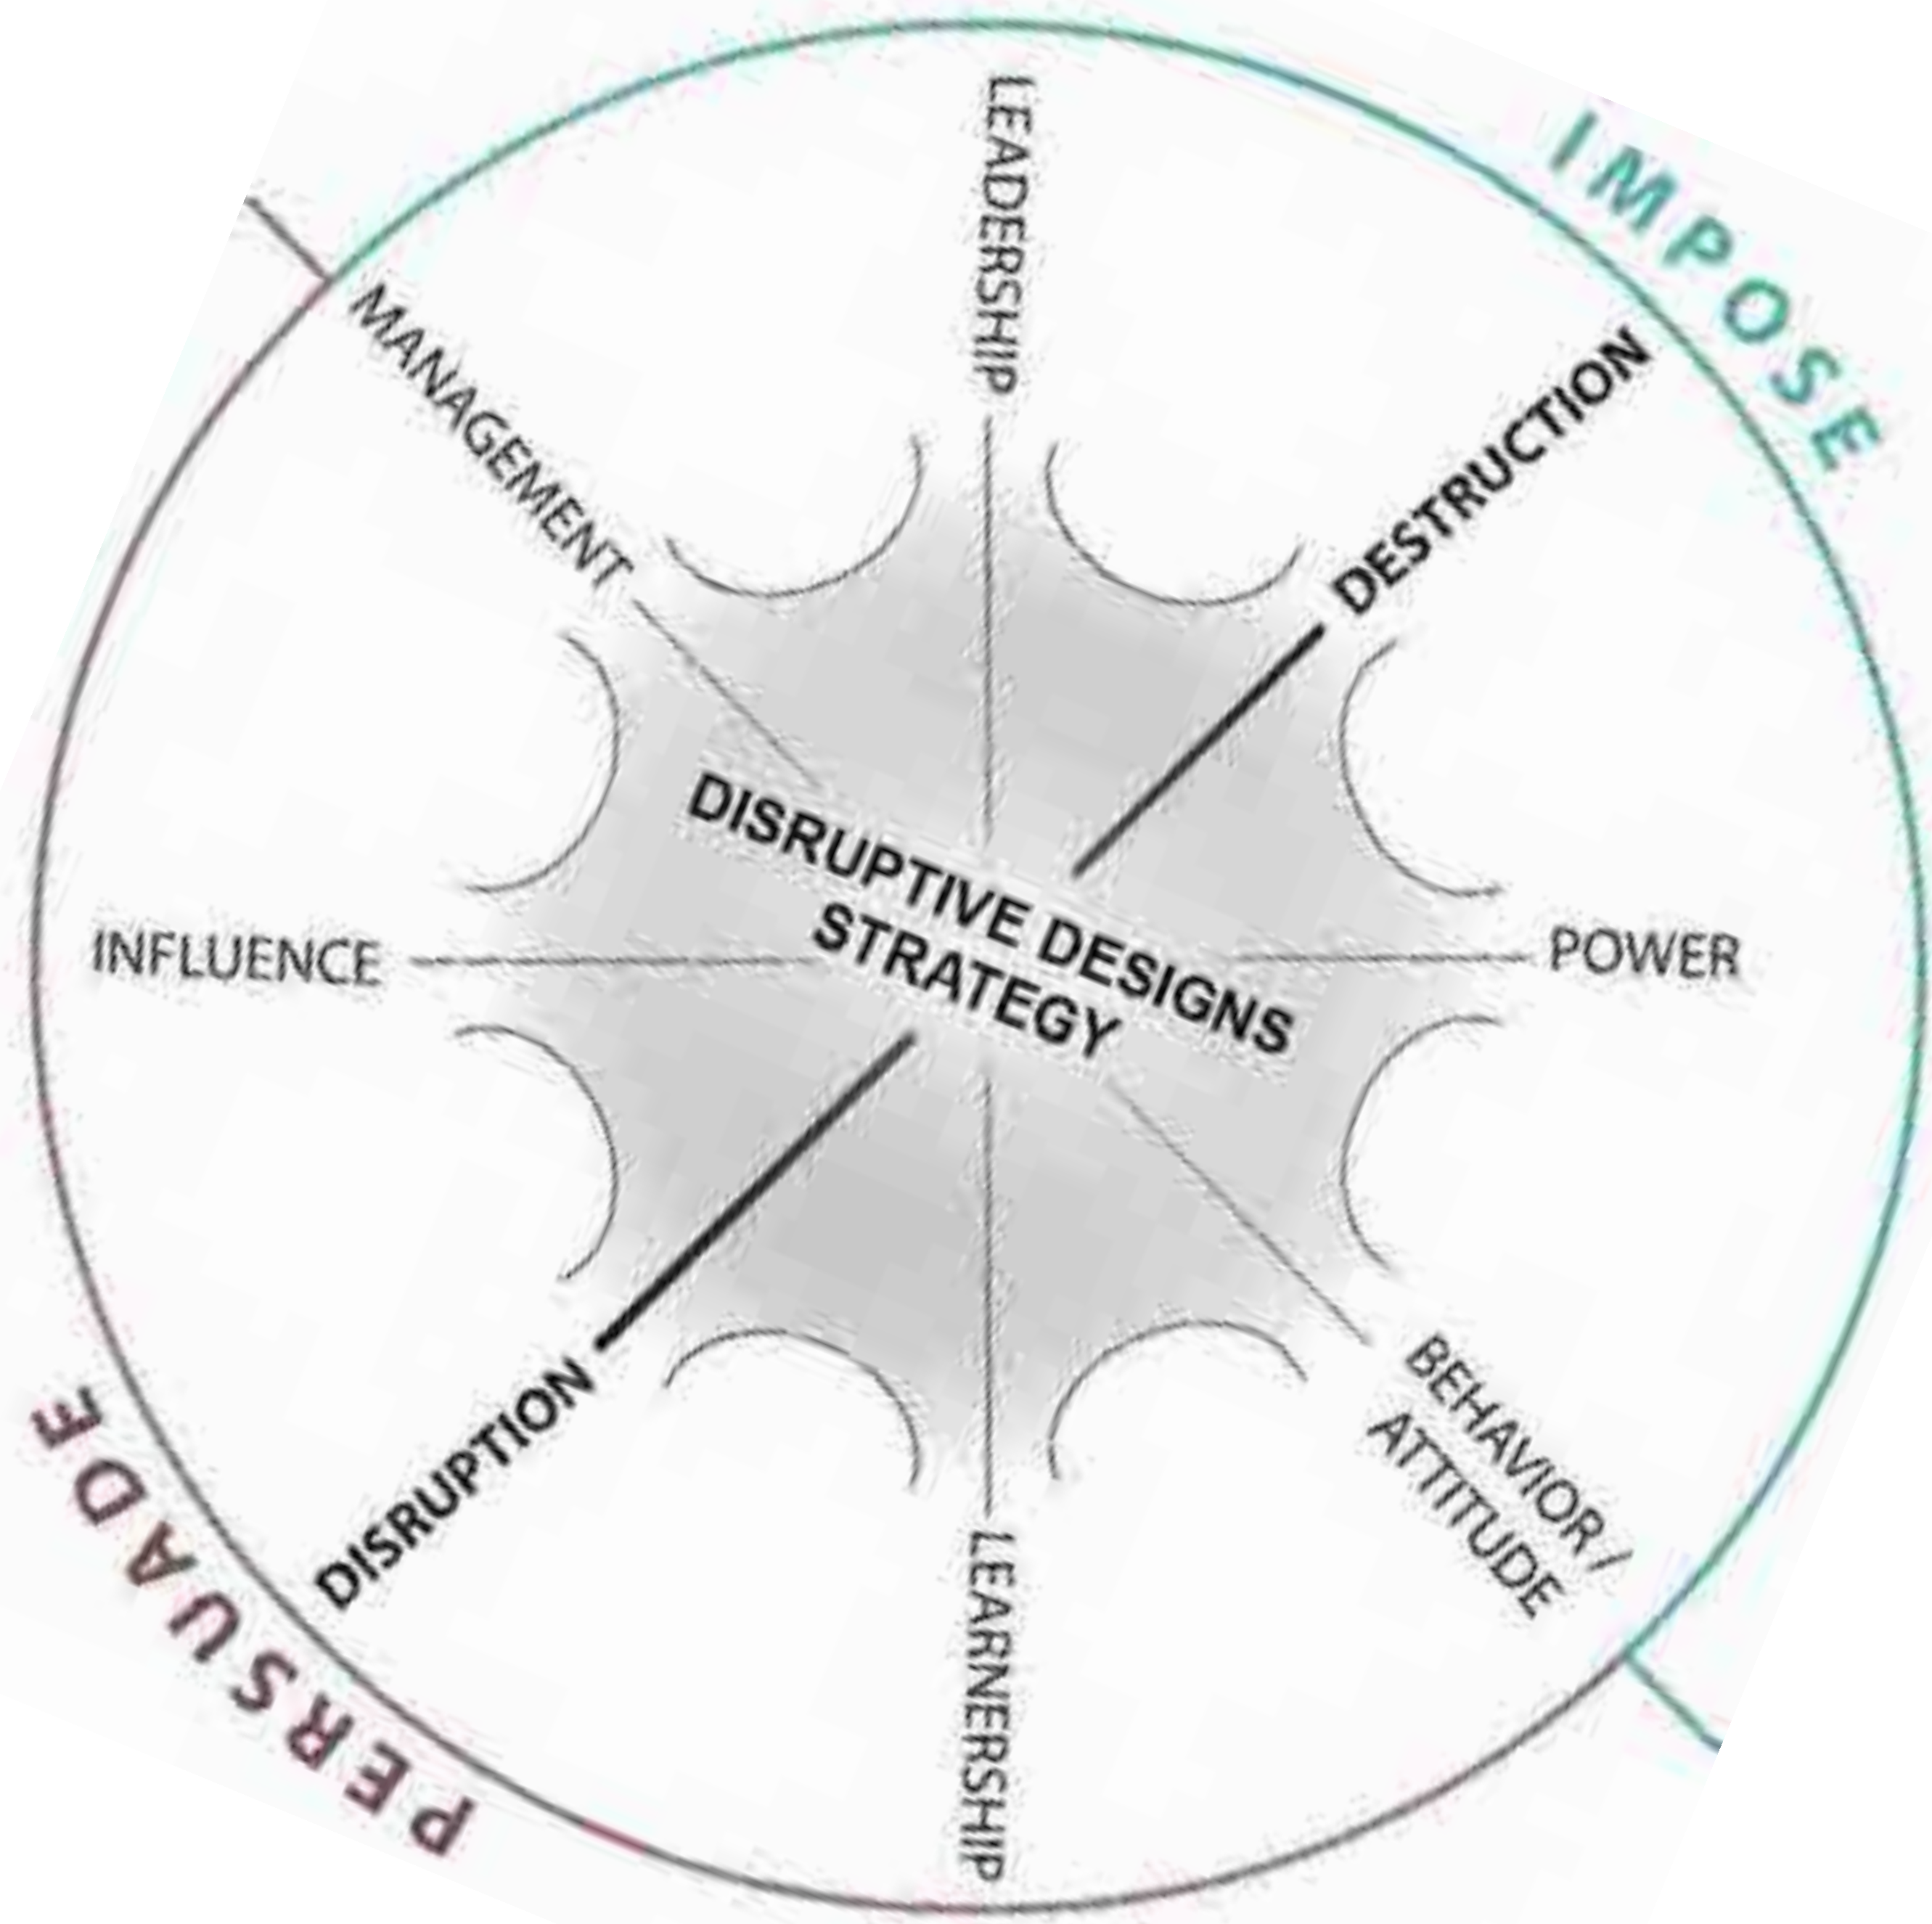 IMPOSE
LEADERSHIP
DESTRUCTION
MANAGEMENT
DISRUPTIVE DESIGNS
STRATEGY
INFLUENCE
POWER
DISRUPTION
BEHAVIOR /
ATTITUDE
LEARNERSHIP
PERSUADE